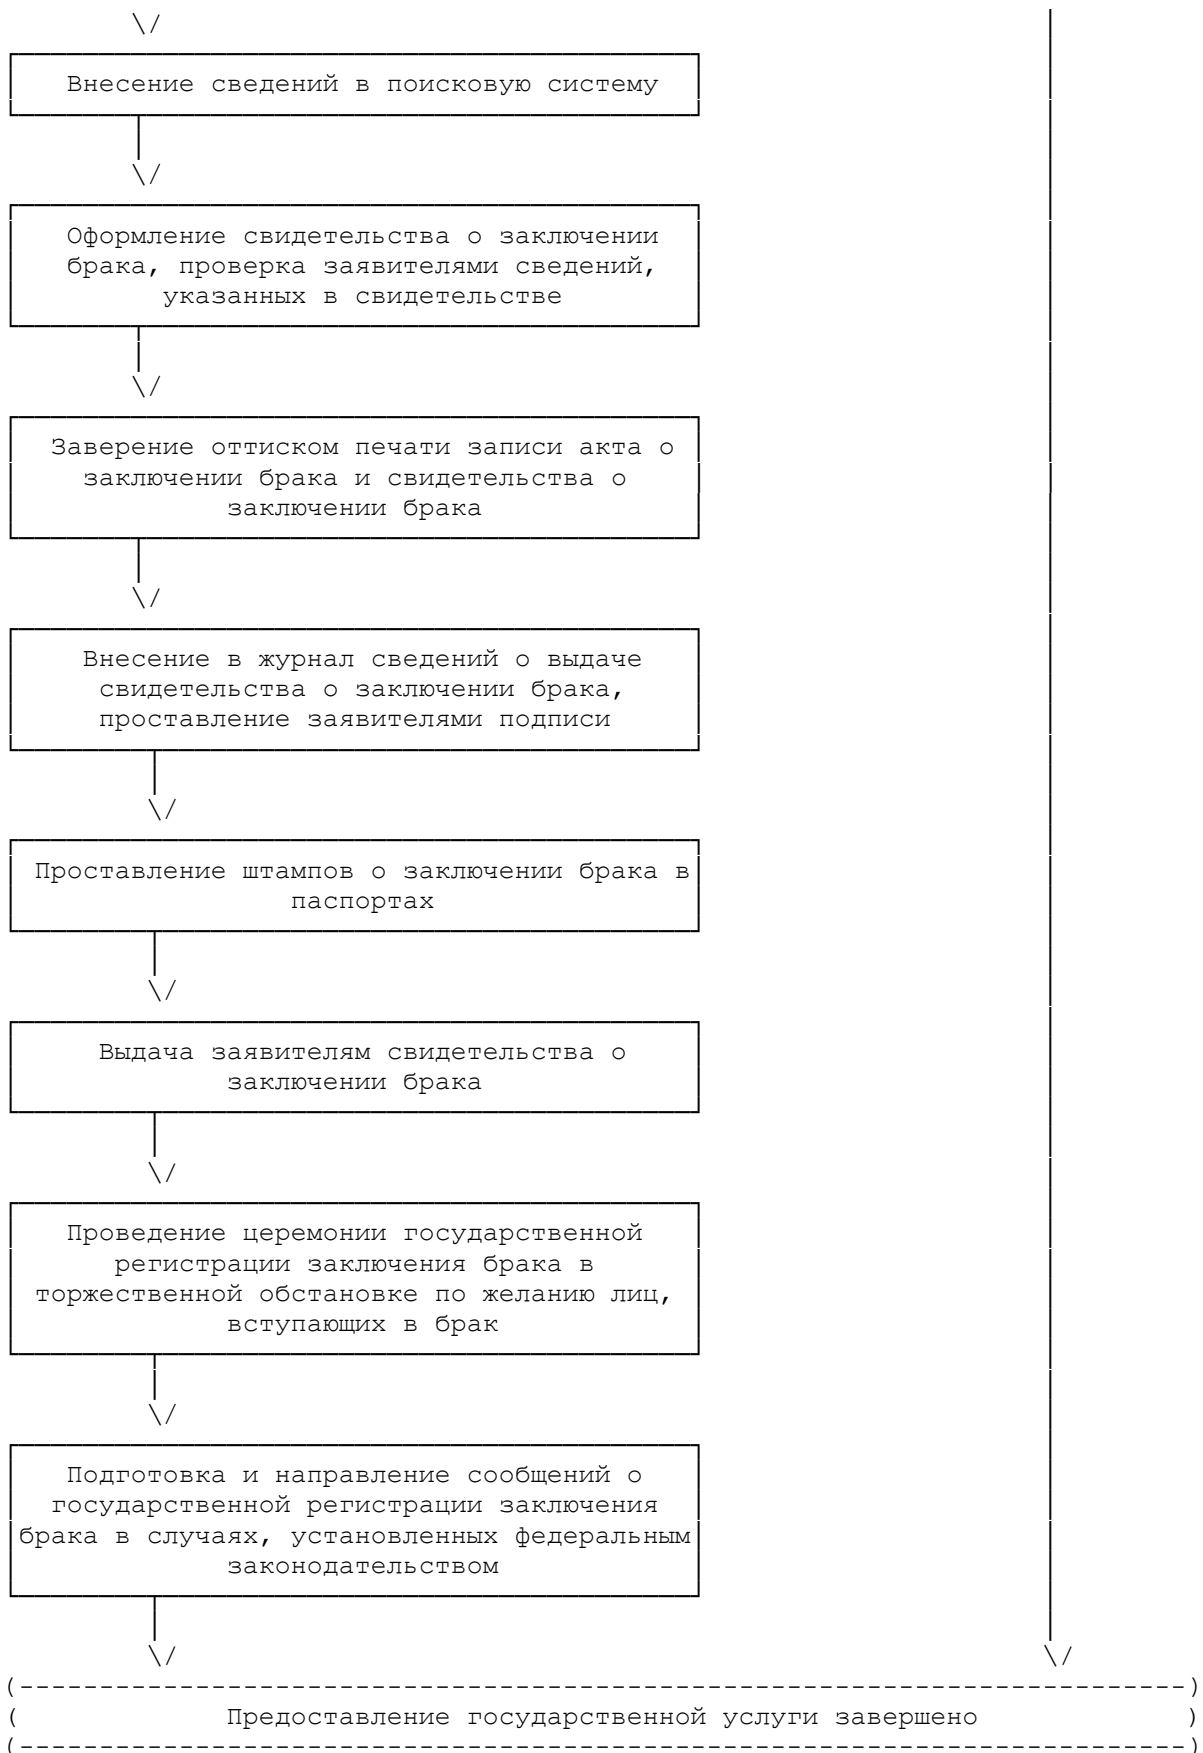 Внесение сведений в поисковую систему
Оформление свидетельства о заключении
брака, проверка заявителями сведений,
указанных в свидетельстве
Заверение оттиском печати записи акта о
заключении брака и свидетельства о
заключении брака
Внесение в журнал сведений о выдаче
свидетельства о заключении брака,
проставление заявителями подписи
Проставление штампов о заключении брака в
паспортах
Выдача заявителям свидетельства о
заключении брака
Проведение церемонии государственной
регистрации заключения брака в
торжественной обстановке по желанию лиц,
вступающих в брак
Подготовка и направление сообщений о
государственной регистрации заключения
брака в случаях, установленных федеральным
законодательством
Предоставление государственной услуги завершено